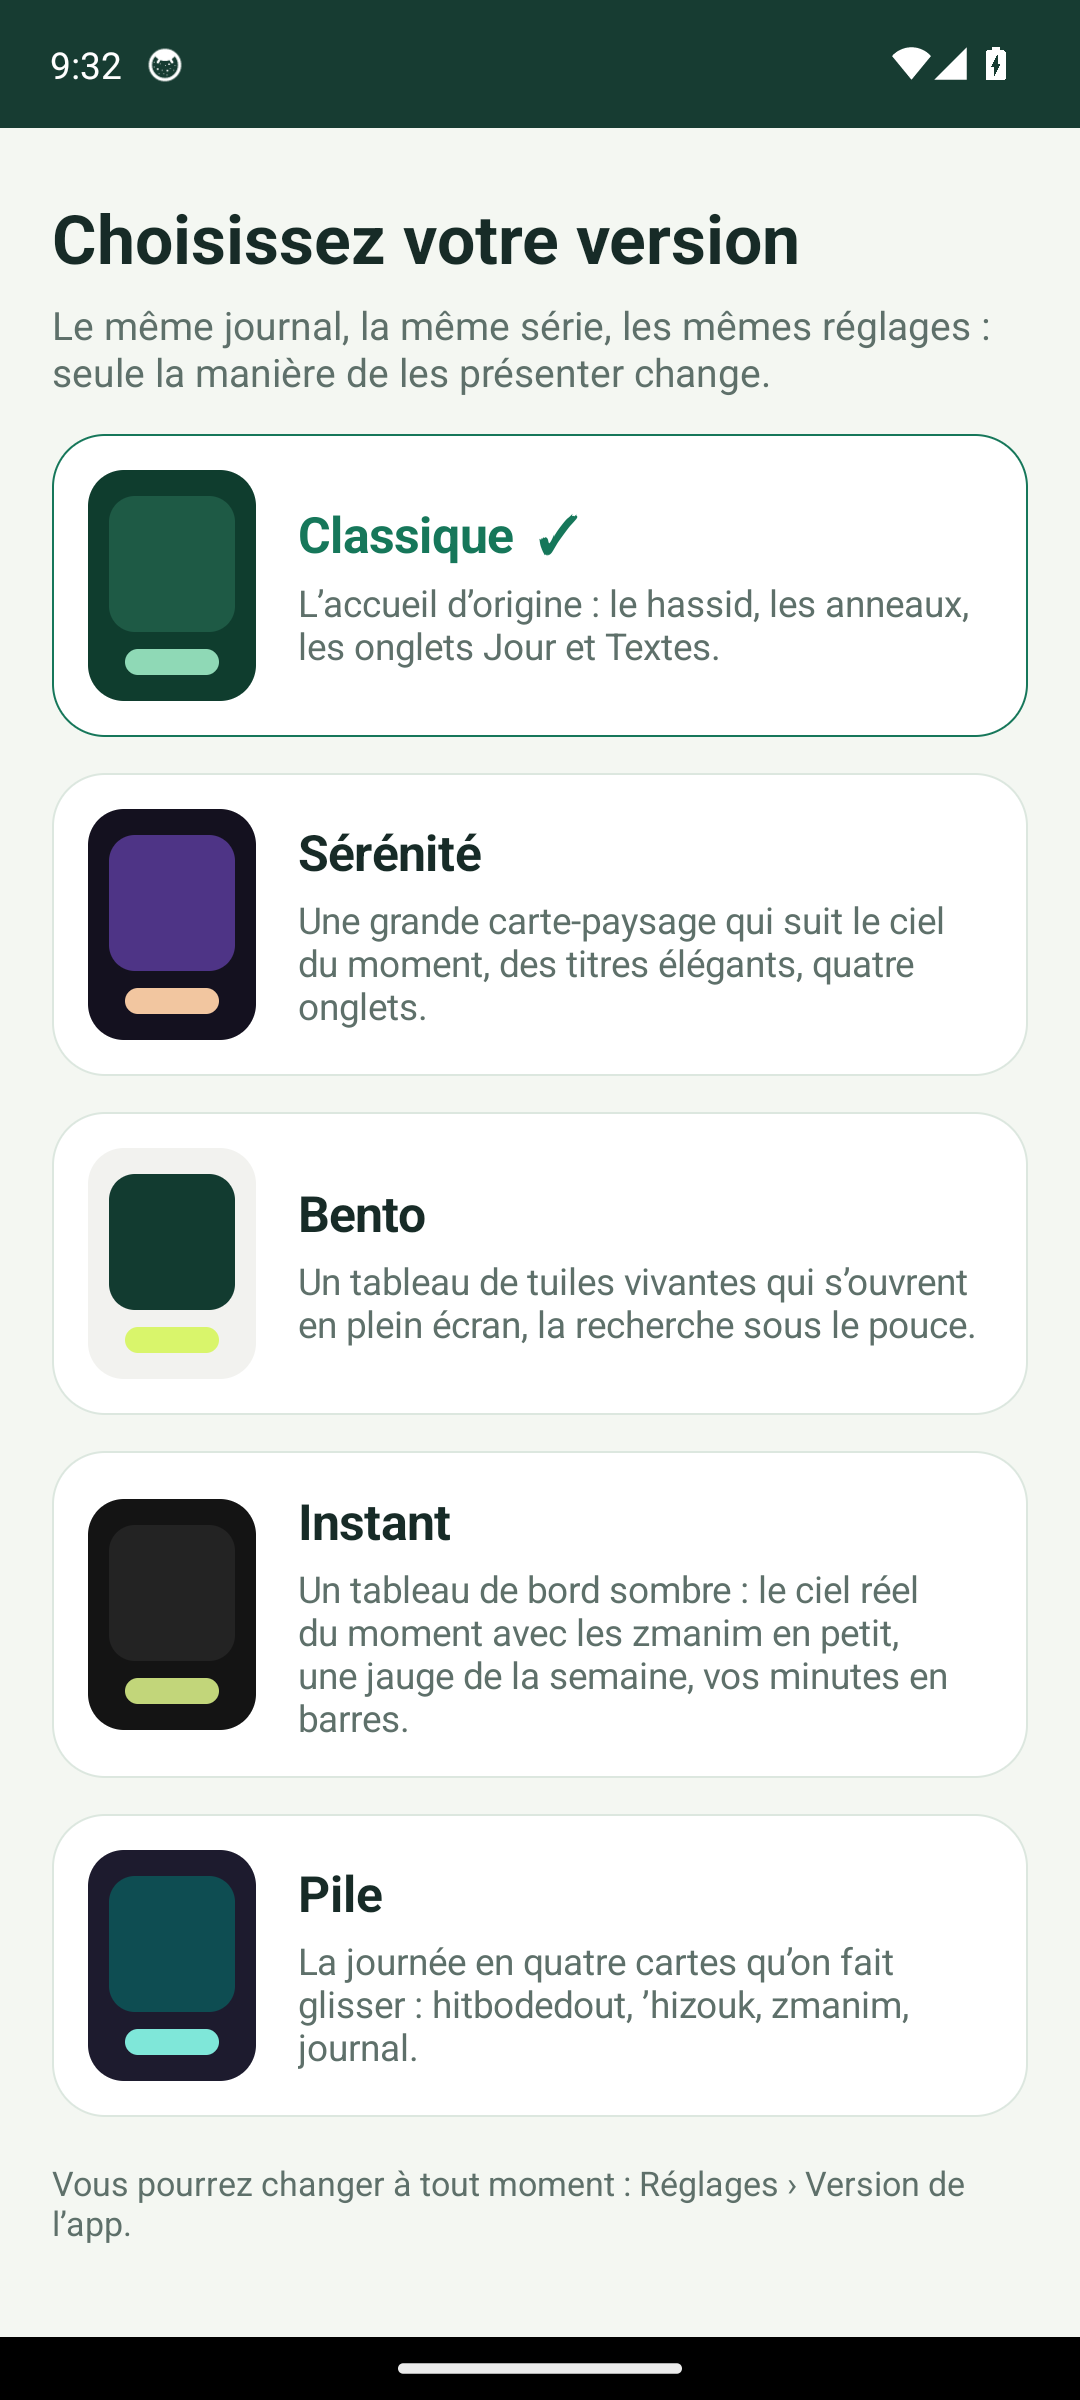 9:32
Choisissez votre version
Le même journal, la même série, les mêmes réglages :
seule la manière de les présenter change.
Classique ✓
L’accueil d’origine : le hassid, les anneaux,
les onglets Jour et Textes.
Sérénité
Une grande carte-paysage qui suit le ciel
du moment, des titres élégants, quatre
onglets.
Bento
Un tableau de tuiles vivantes qui s’ouvrent
en plein écran, la recherche sous le pouce.
Instant
Un tableau de bord sombre : le ciel réel
du moment avec les zmanim en petit,
une jauge de la semaine, vos minutes en
barres.
Pile
La journée en quatre cartes qu’on fait
glisser : hitbodedout, ’hizouk, zmanim,
journal.
Vous pourrez changer à tout moment : Réglages › Version de
l’app.